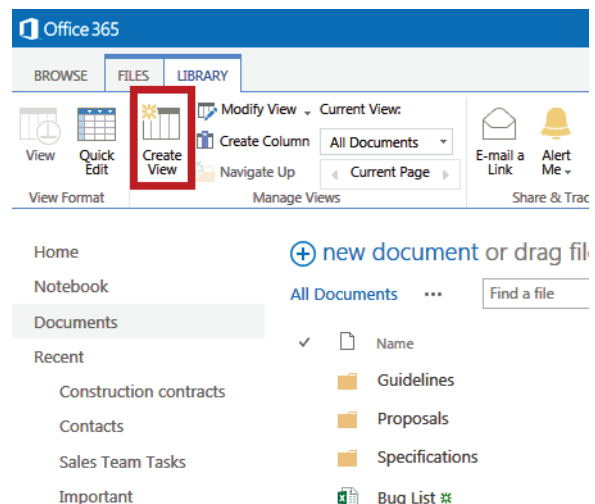 Office 365
BROWSE FILES LIBRARY
View
Quick Edit
Create View
Modify View
Create Column
Navigate Up
Current View:
All Documents
Current Page
E-mail a Link
Alert Me
View Format
Manage Views
Share &
Home
Notebook
Documents
Recent
Construction contracts
Contacts
Sales Team Tasks
Important
new document or drag
All Documents ...
Find a file
Name
Guidelines
Proposals
Specifications
Bug List